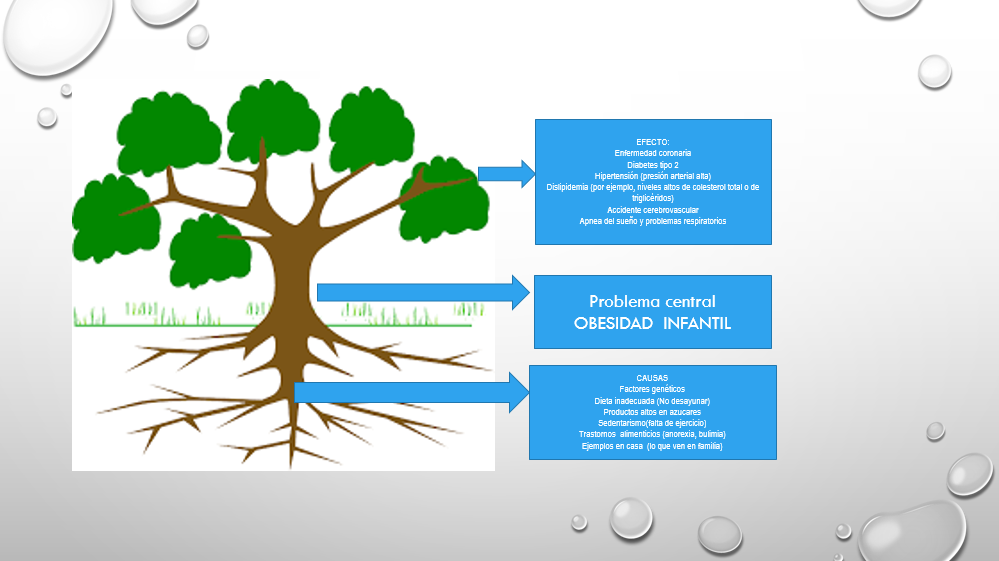 EFECTO:
Enfermedad coronaria
Diabetes tipo 2
Hipertensión (presión arterial alta)
Dislipidemia (por ejemplo, niveles altos de colesterol total o de
triglicéridos)
Accidente cerebrovascular
Apnea del sueño y problemas respiratorios
Problema central
OBESIDAD INFANTIL
CAUSAS
Factores genéticos
Dieta inadecuada (No desayunar)
Productos altos en azucares
Sedentarismo(falta de ejercicio)
Trastornos alimenticios (anorexia, bulimia)
Ejemplos en casa (lo que ven en familia)